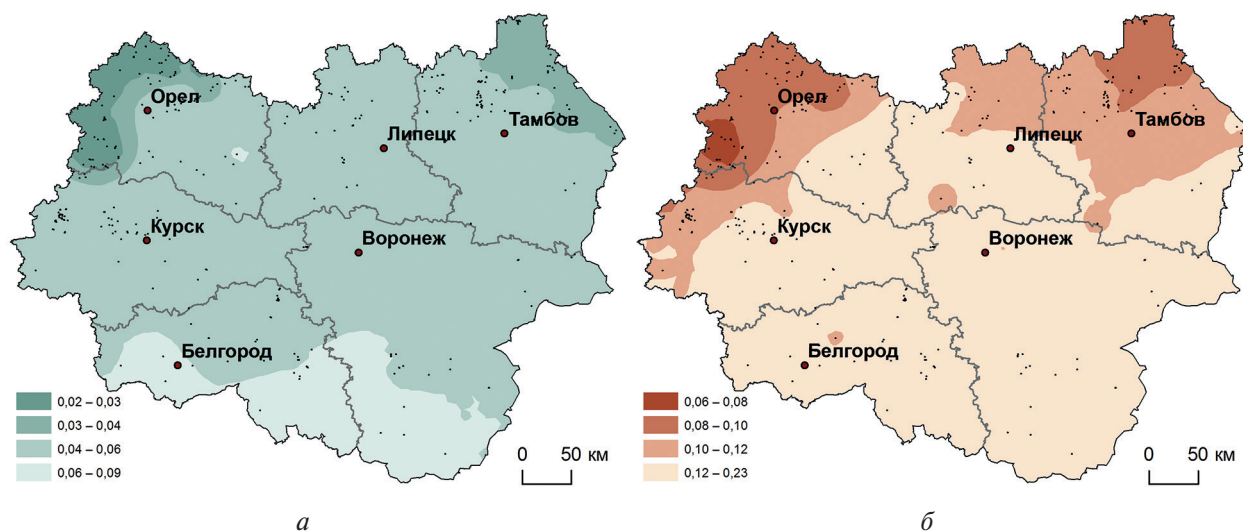 Орел
Липецк
Тамбов
Курск
Воронеж
Белгород
0,02 – 0,03
0,03 – 0,04
0,04 – 0,06
0,06 – 0,09
0 50 км
а
Орел
Липецк
Тамбов
Курск
Воронеж
Белгород
0,06 – 0,08
0,08 – 0,10
0,10 – 0,12
0,12 – 0,23
0 50 км
б